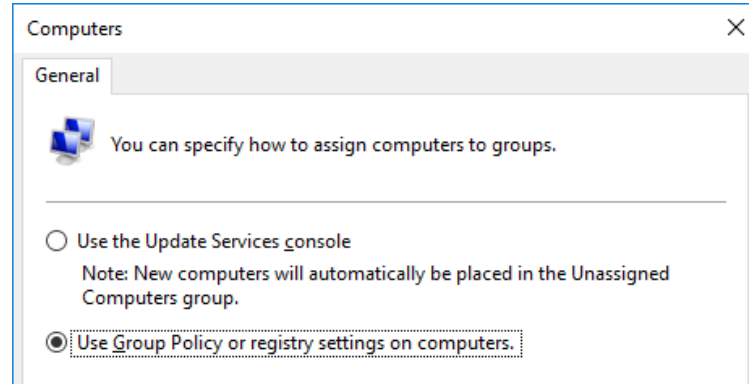 Computers
General
You can specify how to assign computers to groups.
Use the Update Services console
Note: New computers will automatically be placed in the Unassigned
Computers group.
Use Group Policy or registry settings on computers.